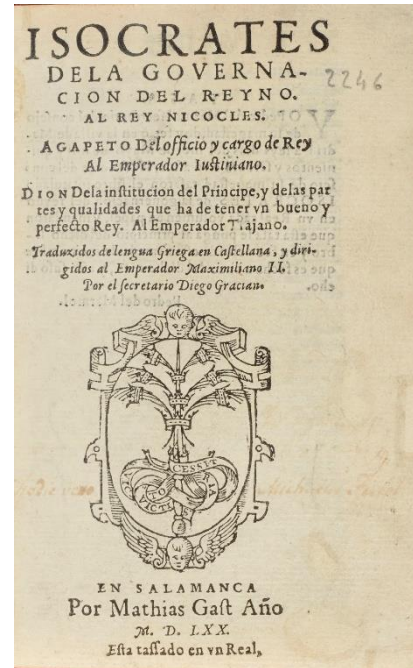 ISOCRATES
DELA GOVERNA-
CION DEL REYNO.
AL REY NICOCLES.
2246
AGAPETO Del officio y cargo de Rey
Al Emperador Iustiniano.
DION Dela institucion del Principe, y delas par
tes y qualidades que ha de tener vn bueno y
perfecto Rey. Al Emperador Trajano.
Traduzidos de lengua Griega en Castellana, y diri-
gidos al Emperador Maximiliano II.
Por el secretario Diego Gracian.
CESSIT
EN SALAMANCA
Por Mathias Gast Año
M. D. LXX.
Esta tassado en vn Real,